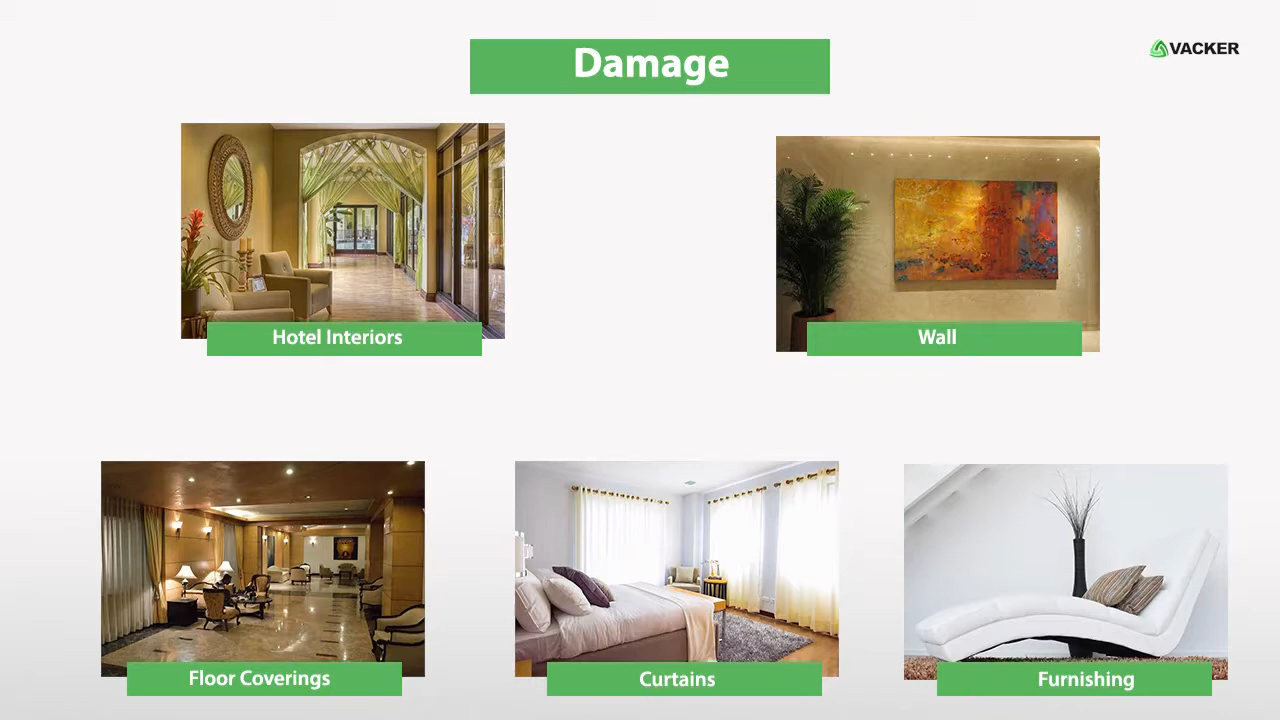 Damage
VACKER
Hotel Interiors
Wall
Floor Coverings
Curtains
Furnishing